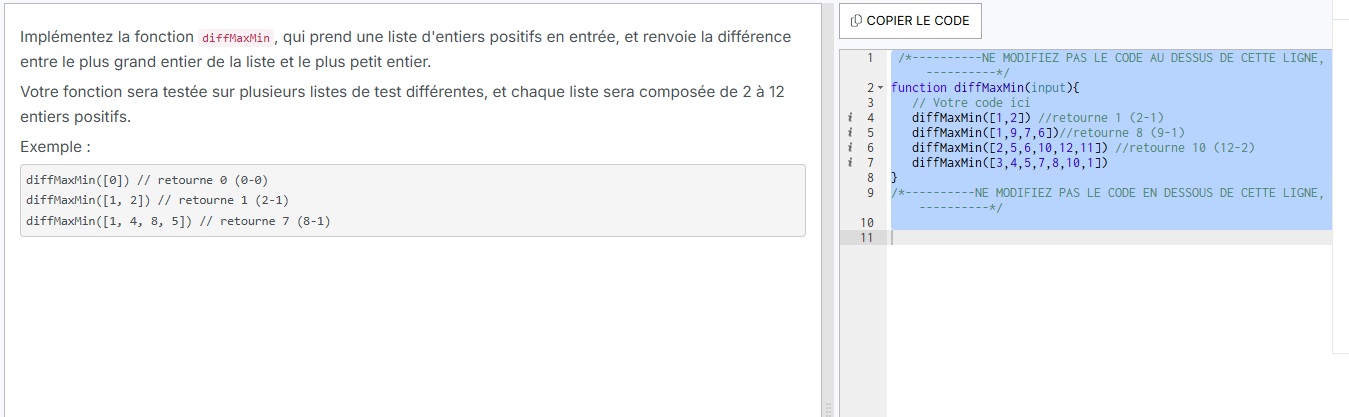 Implémentez la fonction diffMaxMin, qui prend une liste d'entiers positifs en entrée, et renvoie la différence
entre le plus grand entier de la liste et le plus petit entier.
Votre fonction sera testée sur plusieurs listes de test différentes, et chaque liste sera composée de 2 à 12
entiers positifs.
Exemple :
diffMaxMin([0]) // retourne 0 (0-0)
diffMaxMin([1, 2]) // retourne 1 (2-1)
diffMaxMin([1, 4, 8, 5]) // retourne 7 (8-1)
COPIER LE CODE
1 /*----------NE MODIFIEZ PAS LE CODE AU DESSUS DE CETTE LIGNE,
----------*/
2 function diffMaxMin(input){
3 // Votre code ici
i 4 diffMaxMin([1,2]) //retourne 1 (2-1)
i 5 diffMaxMin([1,9,7,6])//retourne 8 (9-1)
i 6 diffMaxMin([2,5,6,10,12,11]) //retourne 10 (12-2)
i 7 diffMaxMin([3,4,5,7,8,10,1])
8 }
9 /*----------NE MODIFIEZ PAS LE CODE EN DESSOUS DE CETTE LIGNE,
----------*/
10
11